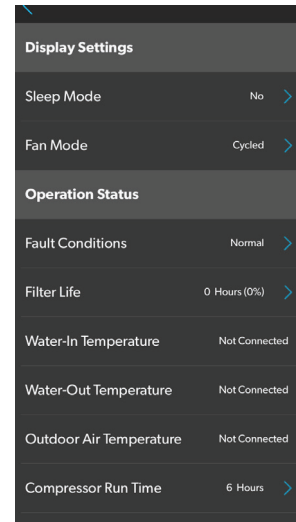 Display Settings
Sleep Mode No
Fan Mode Cycled
Operation Status
Fault Conditions Normal
Filter Life 0 Hours (0%)
Water-In Temperature Not Connected
Water-Out Temperature Not Connected
Outdoor Air Temperature Not Connected
Compressor Run Time 6 Hours